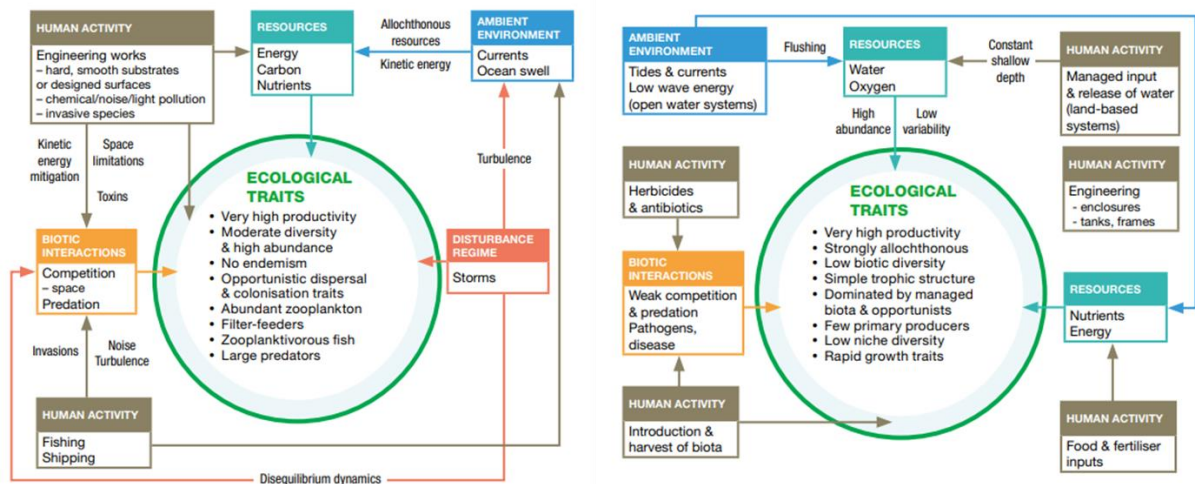 HUMAN ACTIVITY
Engineering works
– hard, smooth substrates
or designed surfaces
– chemical/noise/light pollution
– invasive species
RESOURCES
Energy
Carbon
Nutrients
Allochthonous
resources
Kinetic energy
AMBIENT
ENVIRONMENT
Currents
Ocean swell
Kinetic
energy
mitigation
Space
limitations
Toxins
Turbulence
ECOLOGICAL
TRAITS
• Very high productivity
• Moderate diversity
& high abundance
• No endemism
• Opportunistic dispersal
& colonisation traits
• Abundant zooplankton
• Filter-feeders
• Zooplanktivorous fish
• Large predators
BIOTIC
INTERACTIONS
Competition
– space
Predation
DISTURBANCE
REGIME
Storms
Invasions
Noise
Turbulence
HUMAN ACTIVITY
Fishing
Shipping
Disequilibrium dynamics
AMBIENT
ENVIRONMENT
Tides & currents
Low wave energy
(open water systems)
Flushing
RESOURCES
Water
Oxygen
Constant
shallow
depth
HUMAN ACTIVITY
Managed input
& release of water
(land-based
systems)
High
abundance
Low
variability
HUMAN ACTIVITY
Herbicides
& antibiotics
HUMAN ACTIVITY
Engineering
- enclosures
- tanks, frames
ECOLOGICAL
TRAITS
• Very high productivity
• Strongly allochthonous
• Low biotic diversity
• Simple trophic structure
• Dominated by managed
biota & opportunists
• Few primary producers
• Low niche diversity
• Rapid growth traits
BIOTIC
INTERACTIONS
Weak competition
& predation
Pathogens,
disease
RESOURCES
Nutrients
Energy
HUMAN ACTIVITY
Introduction &
harvest of biota
HUMAN ACTIVITY
Food & fertiliser
inputs